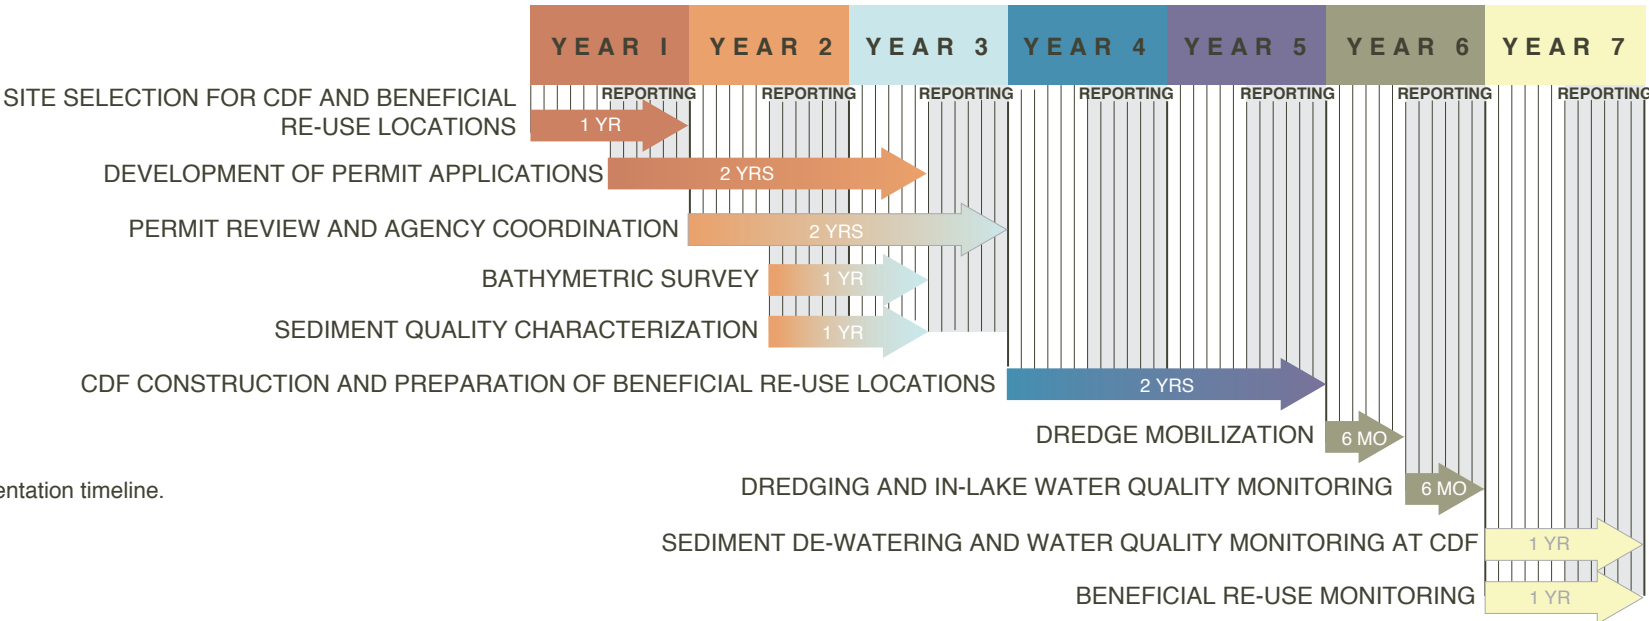 YEAR I YEAR 2 YEAR 3 YEAR 4 YEAR 5 YEAR 6 YEAR 7
REPORTING REPORTING REPORTING REPORTING REPORTING REPORTING REPORTING
SITE SELECTION FOR CDF AND BENEFICIAL
RE-USE LOCATIONS 1 YR
DEVELOPMENT OF PERMIT APPLICATIONS 2 YRS
PERMIT REVIEW AND AGENCY COORDINATION 2 YRS
BATHYMETRIC SURVEY 1 YR
SEDIMENT QUALITY CHARACTERIZATION 1 YR
CDF CONSTRUCTION AND PREPARATION OF BENEFICIAL RE-USE LOCATIONS 2 YRS
DREDGE MOBILIZATION 6 MO
entation timeline.
DREDGING AND IN-LAKE WATER QUALITY MONITORING 6 MO
SEDIMENT DE-WATERING AND WATER QUALITY MONITORING AT CDF 1 YR
BENEFICIAL RE-USE MONITORING 1 YR